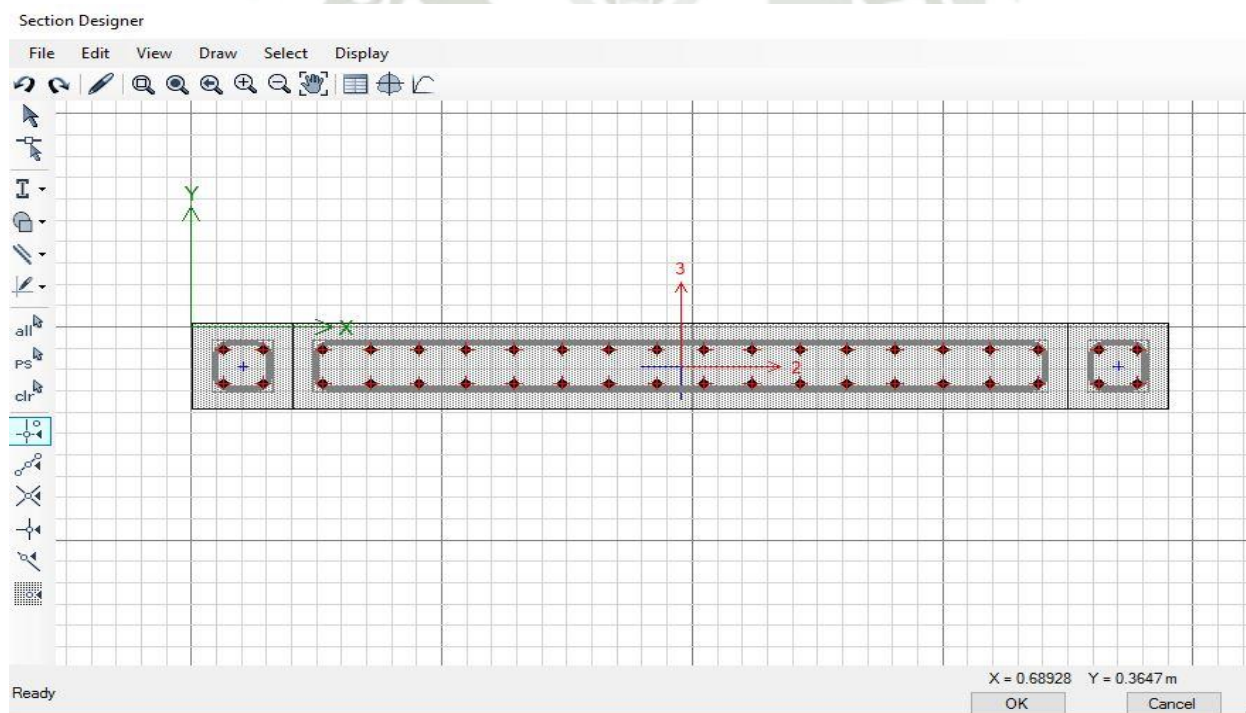 Section Designer
File Edit View Draw Select Display
all
PS
clr
Y
X
3
2
X = 0.68928 Y = 0.3647 m
Ready
OK Cancel